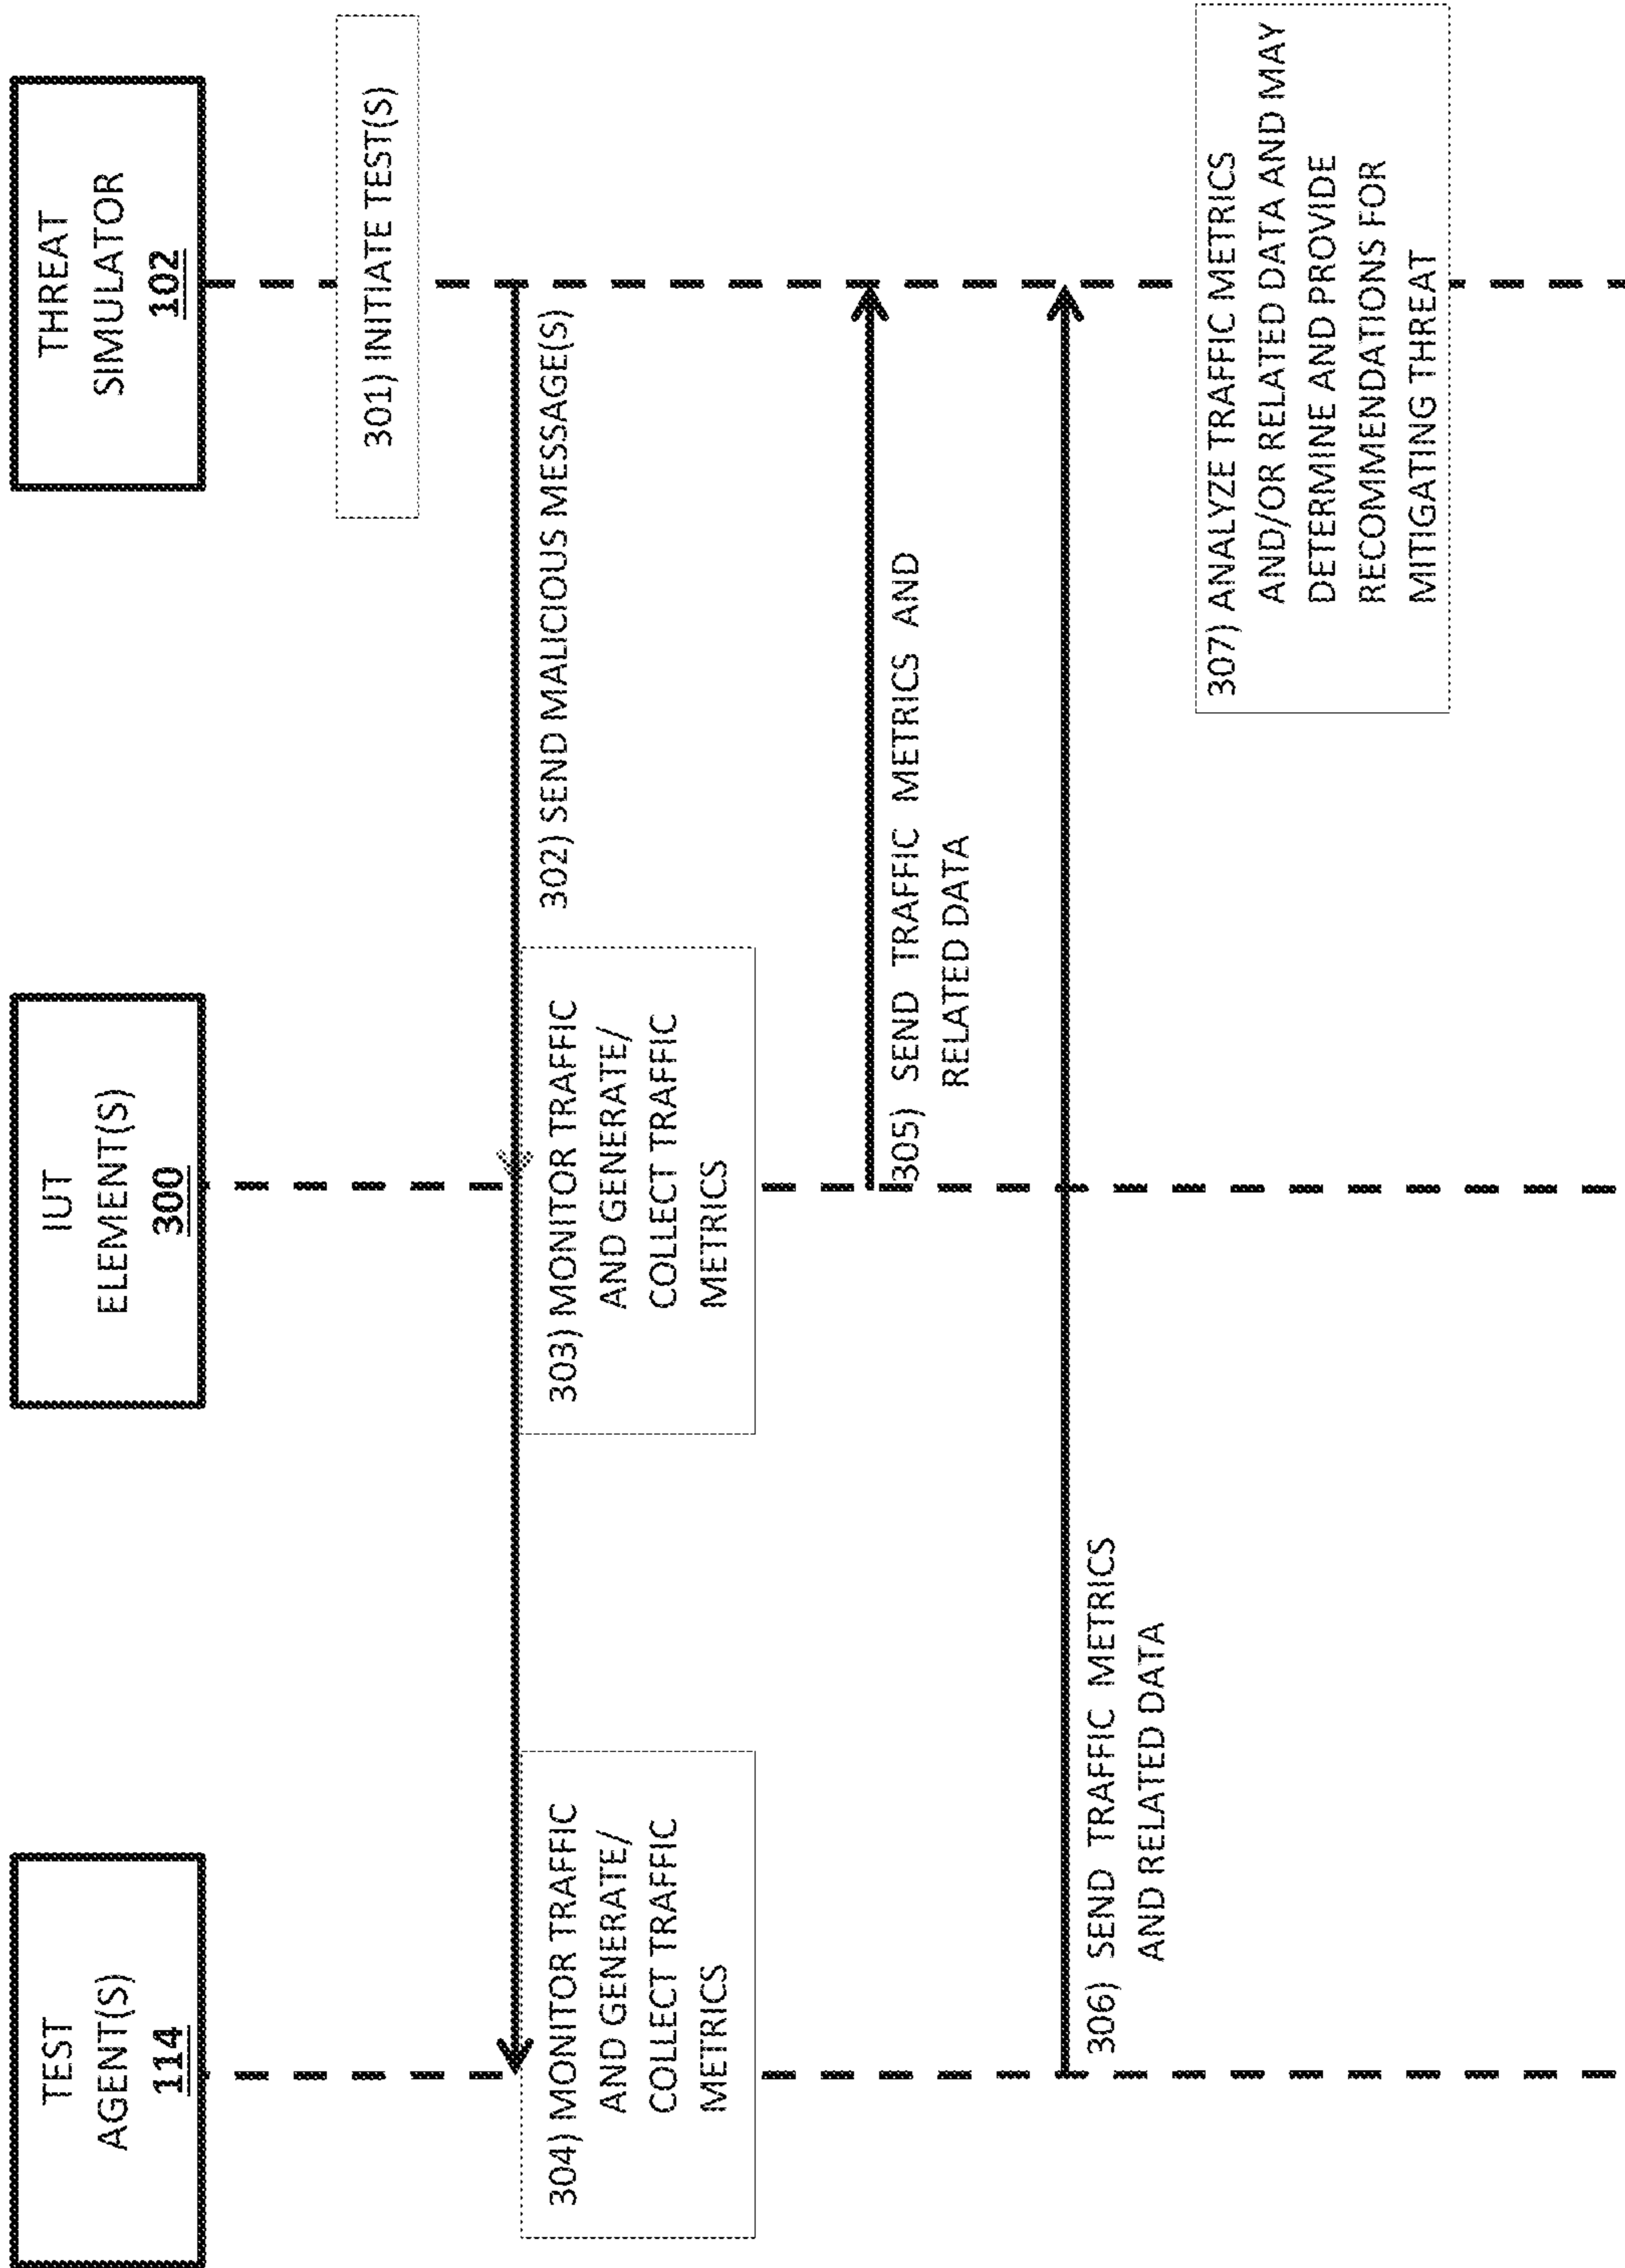 TEST
AGENT(S)
114
IUT
ELEMENT(S)
300
THREAT
SIMULATOR
102
301) INITIATE TEST(S)
302) SEND MALICIOUS MESSAGE(S)
303) MONITOR TRAFFIC
AND GENERATE/
COLLECT TRAFFIC
METRICS
304) MONITOR TRAFFIC
AND GENERATE/
COLLECT TRAFFIC
METRICS
305) SEND TRAFFIC METRICS AND
RELATED DATA
306) SEND TRAFFIC METRICS
AND RELATED DATA
307) ANALYZE TRAFFIC METRICS
AND/OR RELATED DATA AND MAY
DETERMINE AND PROVIDE
RECOMMENDATIONS FOR
MITIGATING THREAT